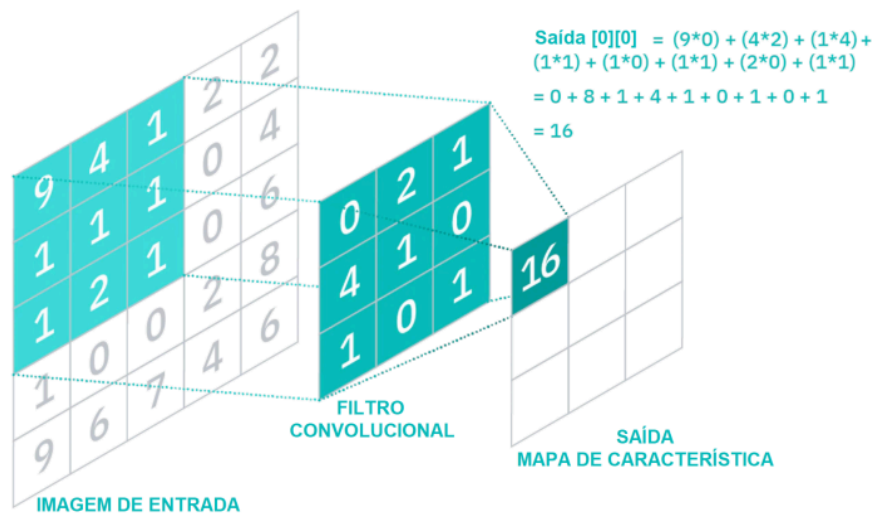 Saída [0][0] = (9*0) + (4*2) + (1*4) +
(1*1) + (1*0) + (1*1) + (2*0) + (1*1)
= 0 + 8 + 1 + 4 + 1 + 0 + 1 + 0 + 1
= 16
9 4 1 2 2
1 1 1 0 4
1 2 1 0 6
1 0 0 2 8
9 6 7 4 6
IMAGEM DE ENTRADA
0 2 1
4 1 0
1 0 1
FILTRO
CONVOLUCIONAL
16
SAÍDA
MAPA DE CARACTERÍSTICA